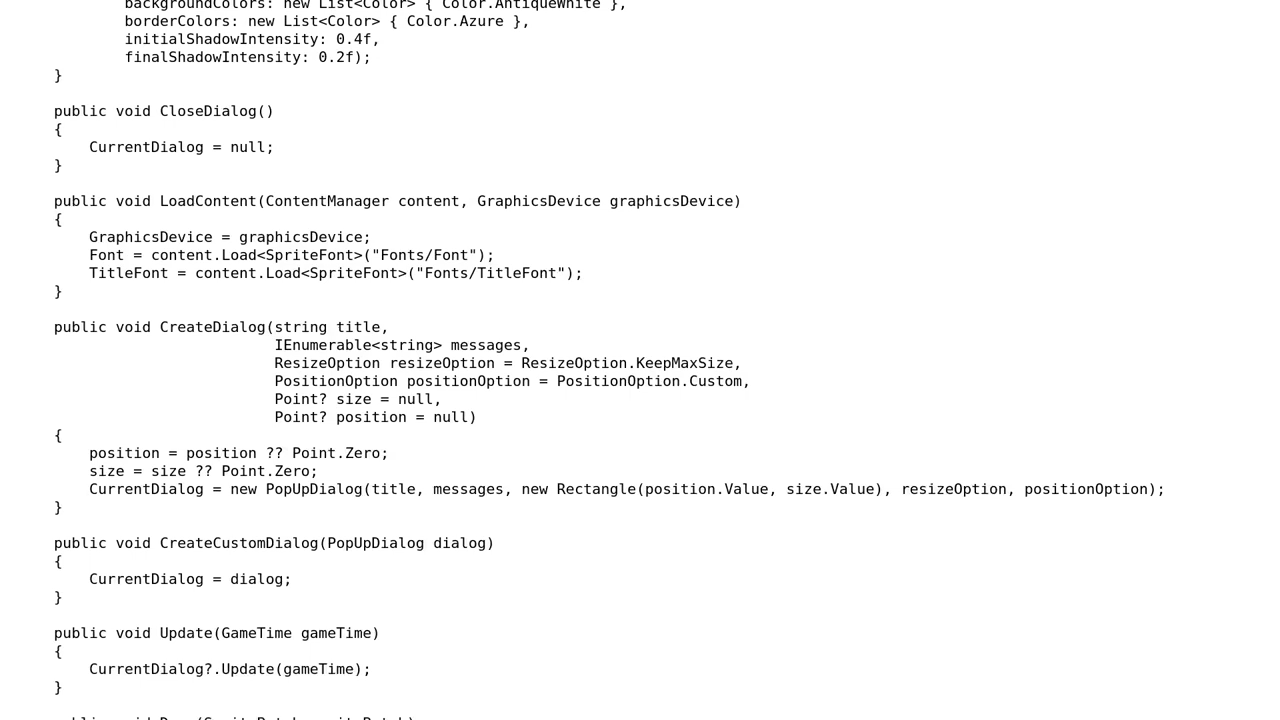 backgroundColors: new List<Color> { Color.AntiqueWhite },
borderColors: new List<Color> { Color.Azure },
initialShadowIntensity: 0.4f,
finalShadowIntensity: 0.2f);
}
public void CloseDialog()
{
CurrentDialog = null;
}
public void LoadContent(ContentManager content, GraphicsDevice graphicsDevice)
{
GraphicsDevice = graphicsDevice;
Font = content.Load<SpriteFont>("Fonts/Font");
TitleFont = content.Load<SpriteFont>("Fonts/TitleFont");
}
public void CreateDialog(string title,
IEnumerable<string> messages,
ResizeOption resizeOption = ResizeOption.KeepMaxSize,
PositionOption positionOption = PositionOption.Custom,
Point? size = null,
Point? position = null)
{
position = position ?? Point.Zero;
size = size ?? Point.Zero;
CurrentDialog = new PopUpDialog(title, messages, new Rectangle(position.Value, size.Value), resizeOption, positionOption);
}
public void CreateCustomDialog(PopUpDialog dialog)
{
CurrentDialog = dialog;
}
public void Update(GameTime gameTime)
{
CurrentDialog?.Update(gameTime);
}